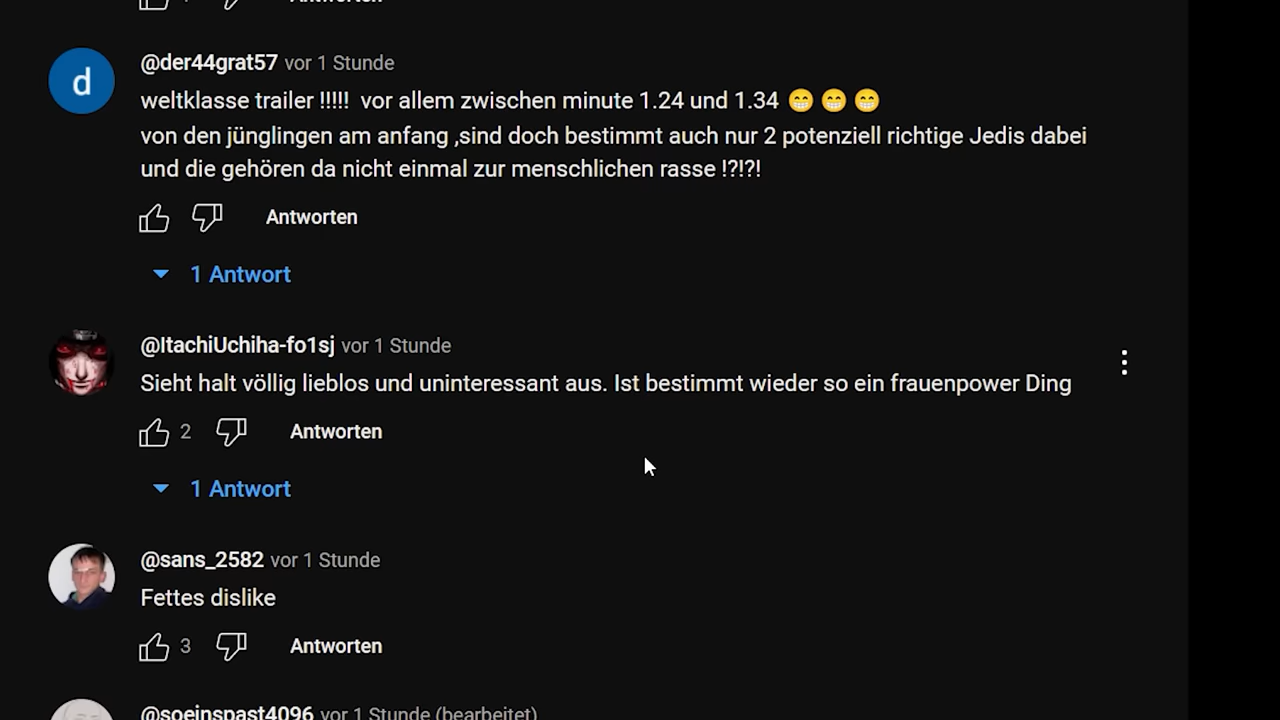 Antworten
@der44grat57 vor 1 Stunde
weltklasse trailer !!!!! vor allem zwischen minute 1.24 und 1.34 😁 😁 😁
von den jünglingen am anfang ,sind doch bestimmt auch nur 2 potenziell richtige Jedis dabei
und die gehören da nicht einmal zur menschlichen rasse !?!?!
Antworten
1 Antwort
@ItachiUchiha-fo1sj vor 1 Stunde
Sieht halt völlig lieblos und uninteressant aus. Ist bestimmt wieder so ein frauenpower Ding
2 Antworten
1 Antwort
@sans_2582 vor 1 Stunde
Fettes dislike
3 Antworten
@soeinspast4096 vor 1 Stunde (bearbeitet)